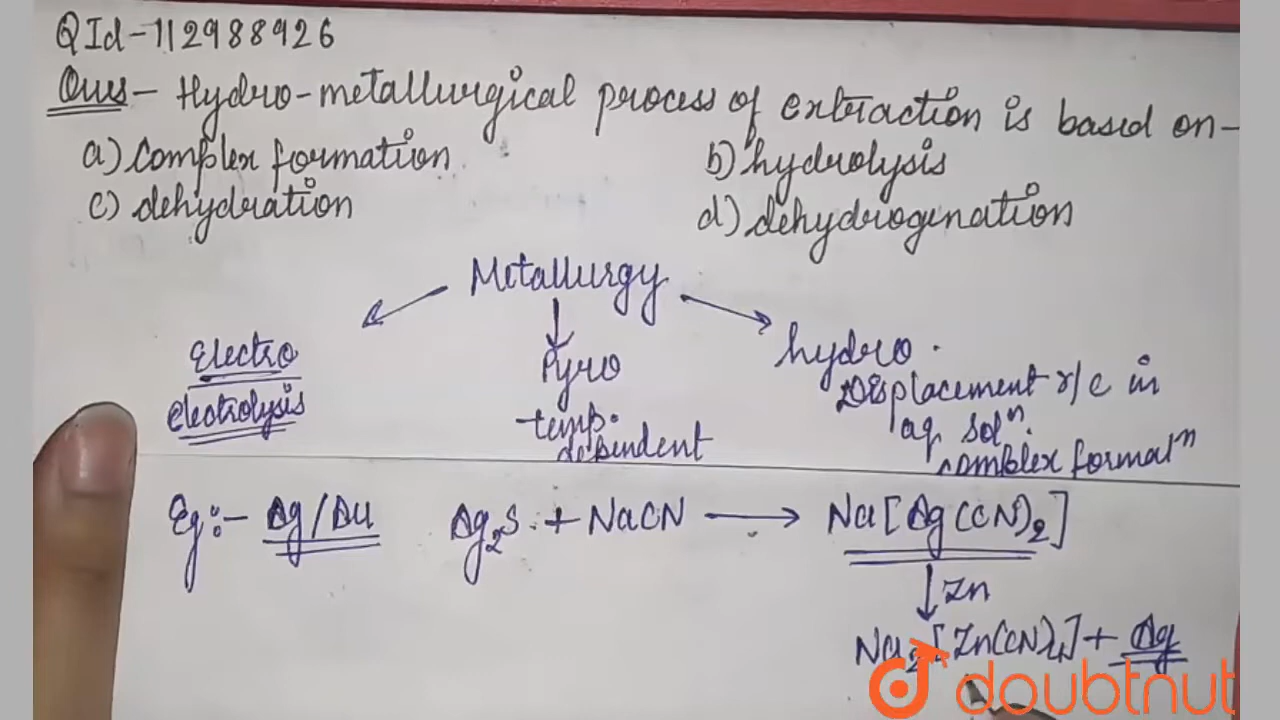 QId-112988926
Ques- Hydro-metallurgical process of extraction is based on-
a) Complex formation b) hydrolysis
c) dehydration d) dehydrogenation
Metallurgy
Electro Pyro hydro.
Electrolysis temp. dependent Displacement r/c in aq solⁿ. complex formatⁿ
Eg:- Ag/Au Ag₂S + NaCN → Na[Ag(CN)₂]
↓ Zn
Na₂[Zn(CN)₄] + Ag
doubtnut